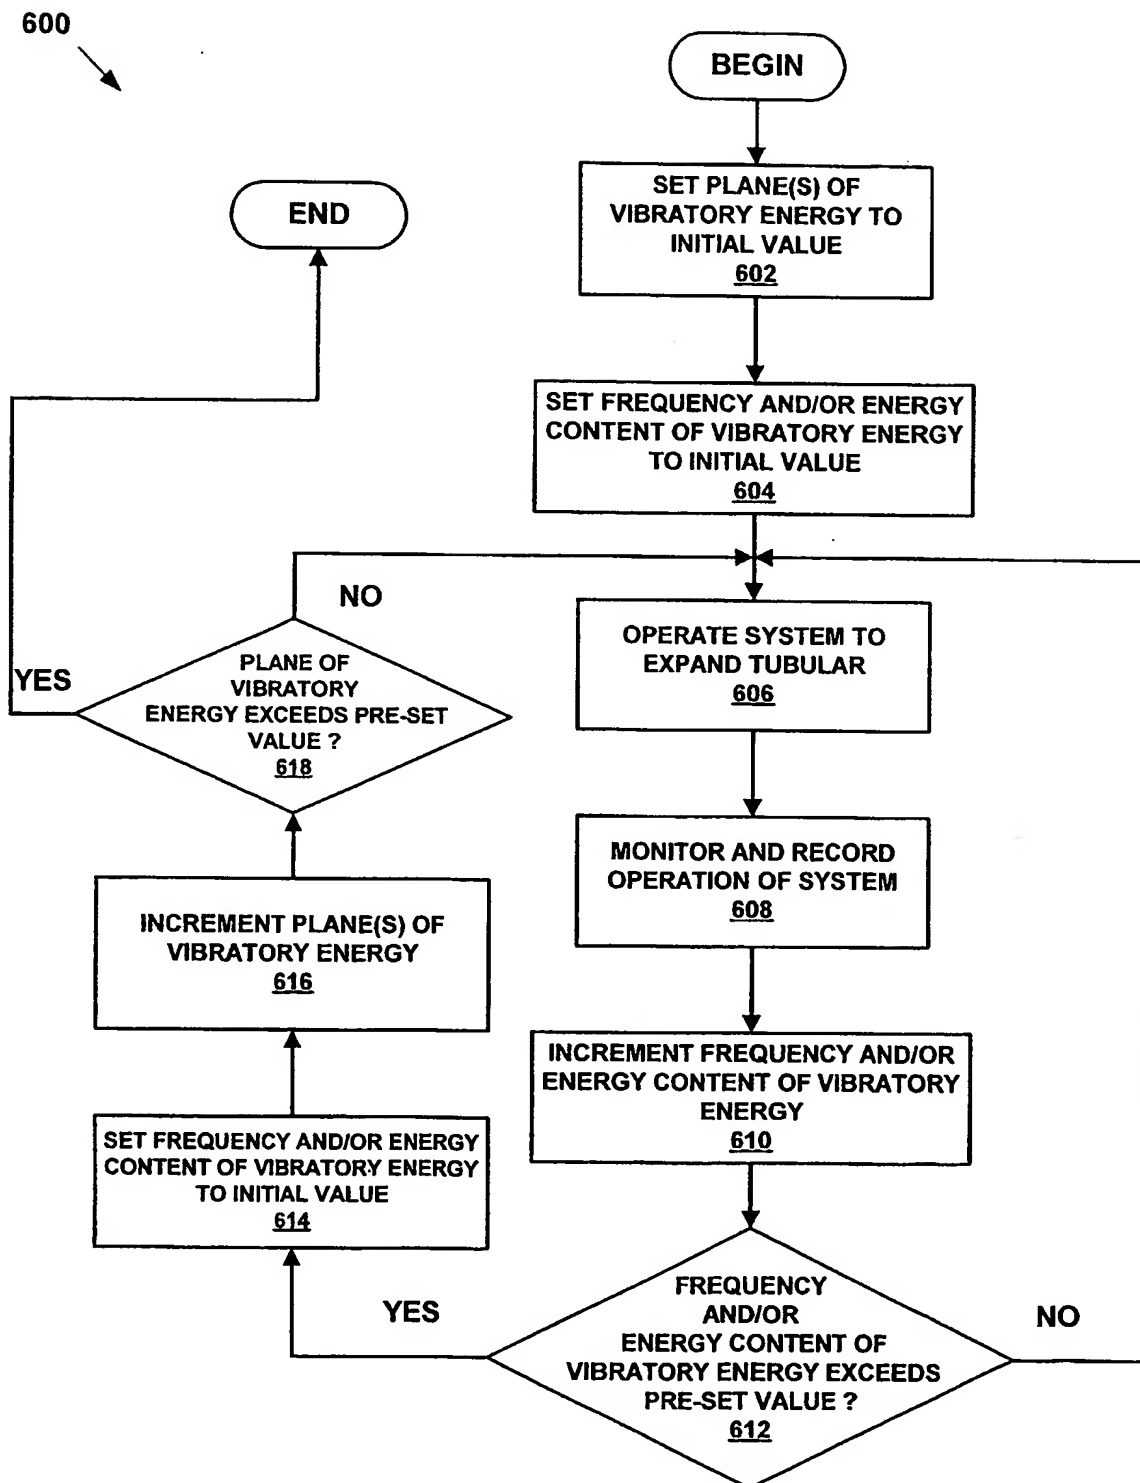 600
BEGIN
SET PLANE(S) OF
VIBRATORY ENERGY TO
INITIAL VALUE
602
END
SET FREQUENCY AND/OR ENERGY
CONTENT OF VIBRATORY ENERGY
TO INITIAL VALUE
604
NO
OPERATE SYSTEM TO
EXPAND TUBULAR
606
YES
PLANE OF
VIBRATORY
ENERGY EXCEEDS PRE-SET
VALUE ?
618
MONITOR AND RECORD
OPERATION OF SYSTEM
608
INCREMENT PLANE(S) OF
VIBRATORY ENERGY
616
INCREMENT FREQUENCY AND/OR
ENERGY CONTENT OF VIBRATORY
ENERGY
610
SET FREQUENCY AND/OR ENERGY
CONTENT OF VIBRATORY ENERGY
TO INITIAL VALUE
614
YES
FREQUENCY
AND/OR
ENERGY CONTENT OF
VIBRATORY ENERGY EXCEEDS
PRE-SET VALUE ?
612
NO